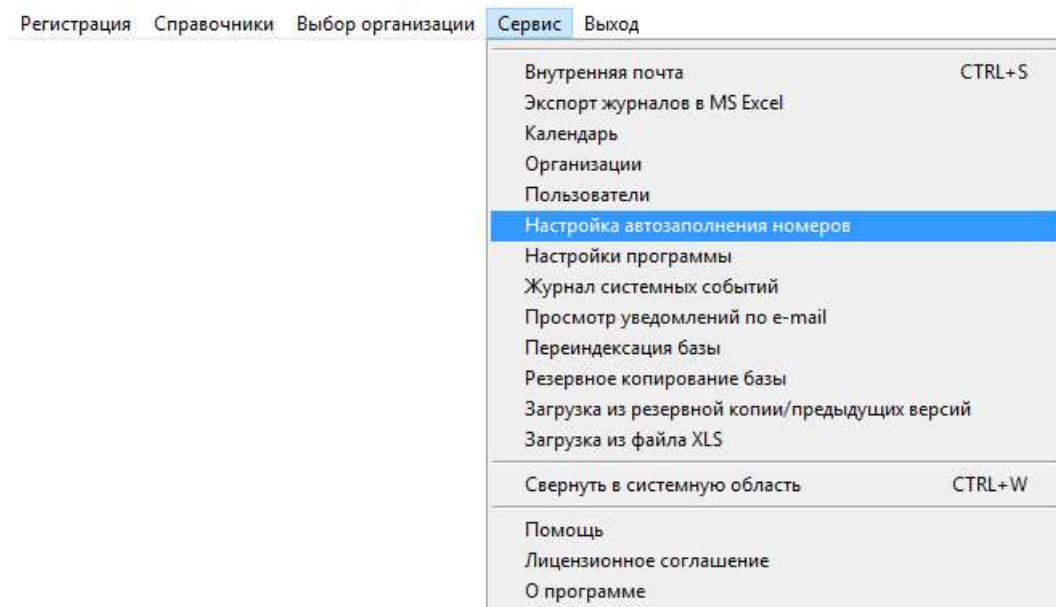 Регистрация Справочники Выбор организации Сервис Выход
Внутренняя почта CTRL+S
Экспорт журналов в MS Excel
Календарь
Организации
Пользователи
Настройка автозаполнения номеров
Настройки программы
Журнал системных событий
Просмотр уведомлений по e-mail
Переиндексация базы
Резервное копирование базы
Загрузка из резервной копии/предыдущих версий
Загрузка из файла XLS
Свернуть в системную область CTRL+W
Помощь
Лицензионное соглашение
О программе